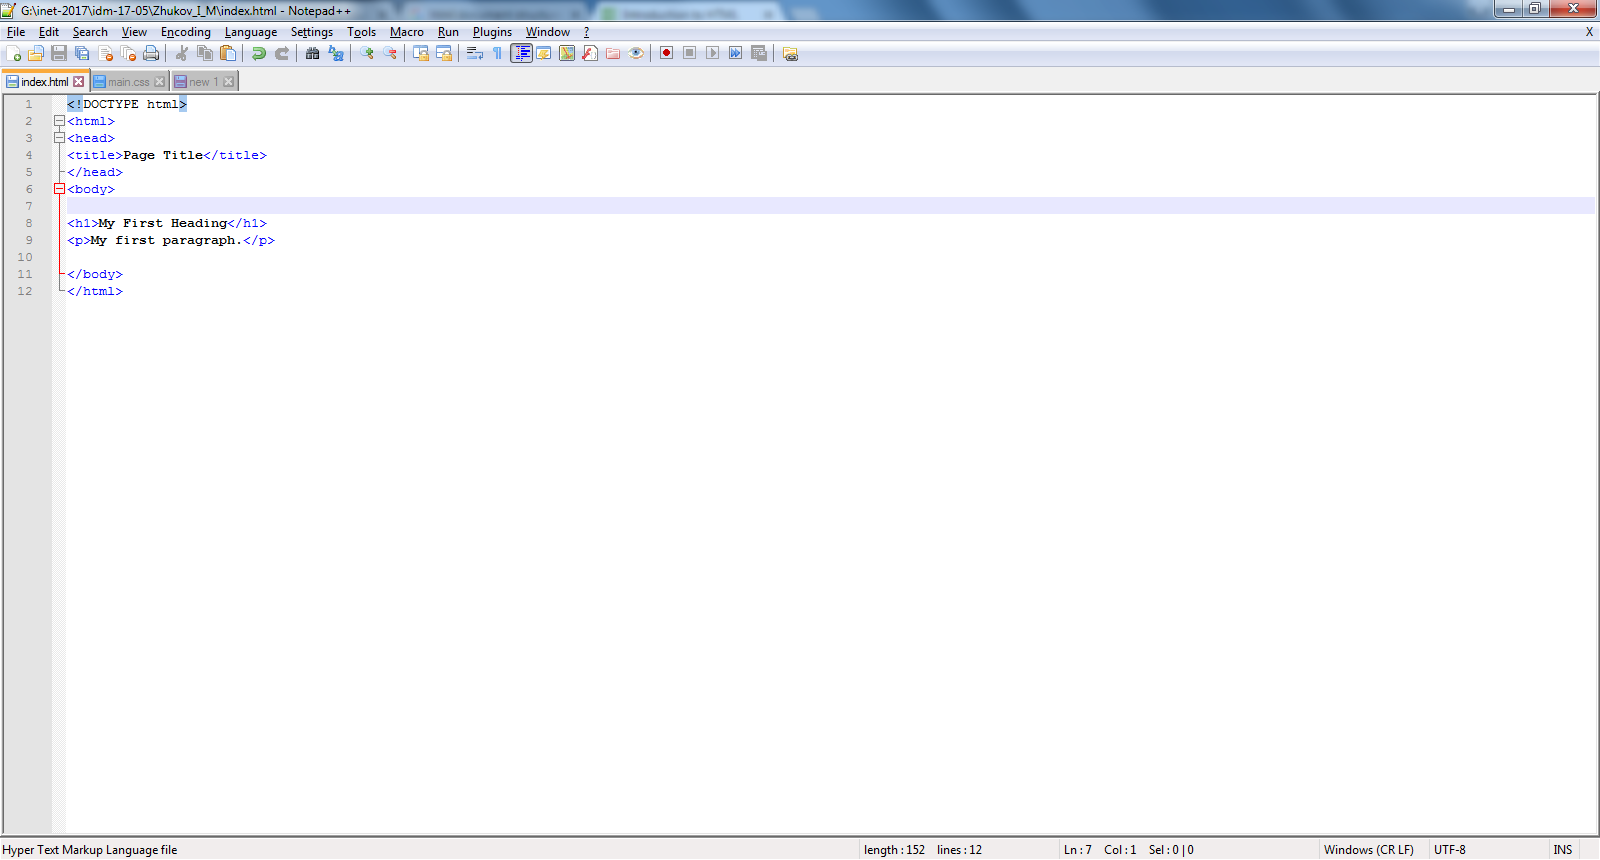 G:\inet-2017\idm-17-05\Zhukov_I_M\index.html - Notepad++
File Edit Search View Encoding Language Settings Tools Macro Run Plugins Window ? X
index.html main.css new 1
1 <!DOCTYPE html>
2 <html>
3 <head>
4 <title>Page Title</title>
5 </head>
6 <body>
7
8 <h1>My First Heading</h1>
9 <p>My first paragraph.</p>
10
11 </body>
12 </html>
Hyper Text Markup Language file length : 152 lines : 12 Ln : 7 Col : 1 Sel : 0 | 0 Windows (CR LF) UTF-8 INS